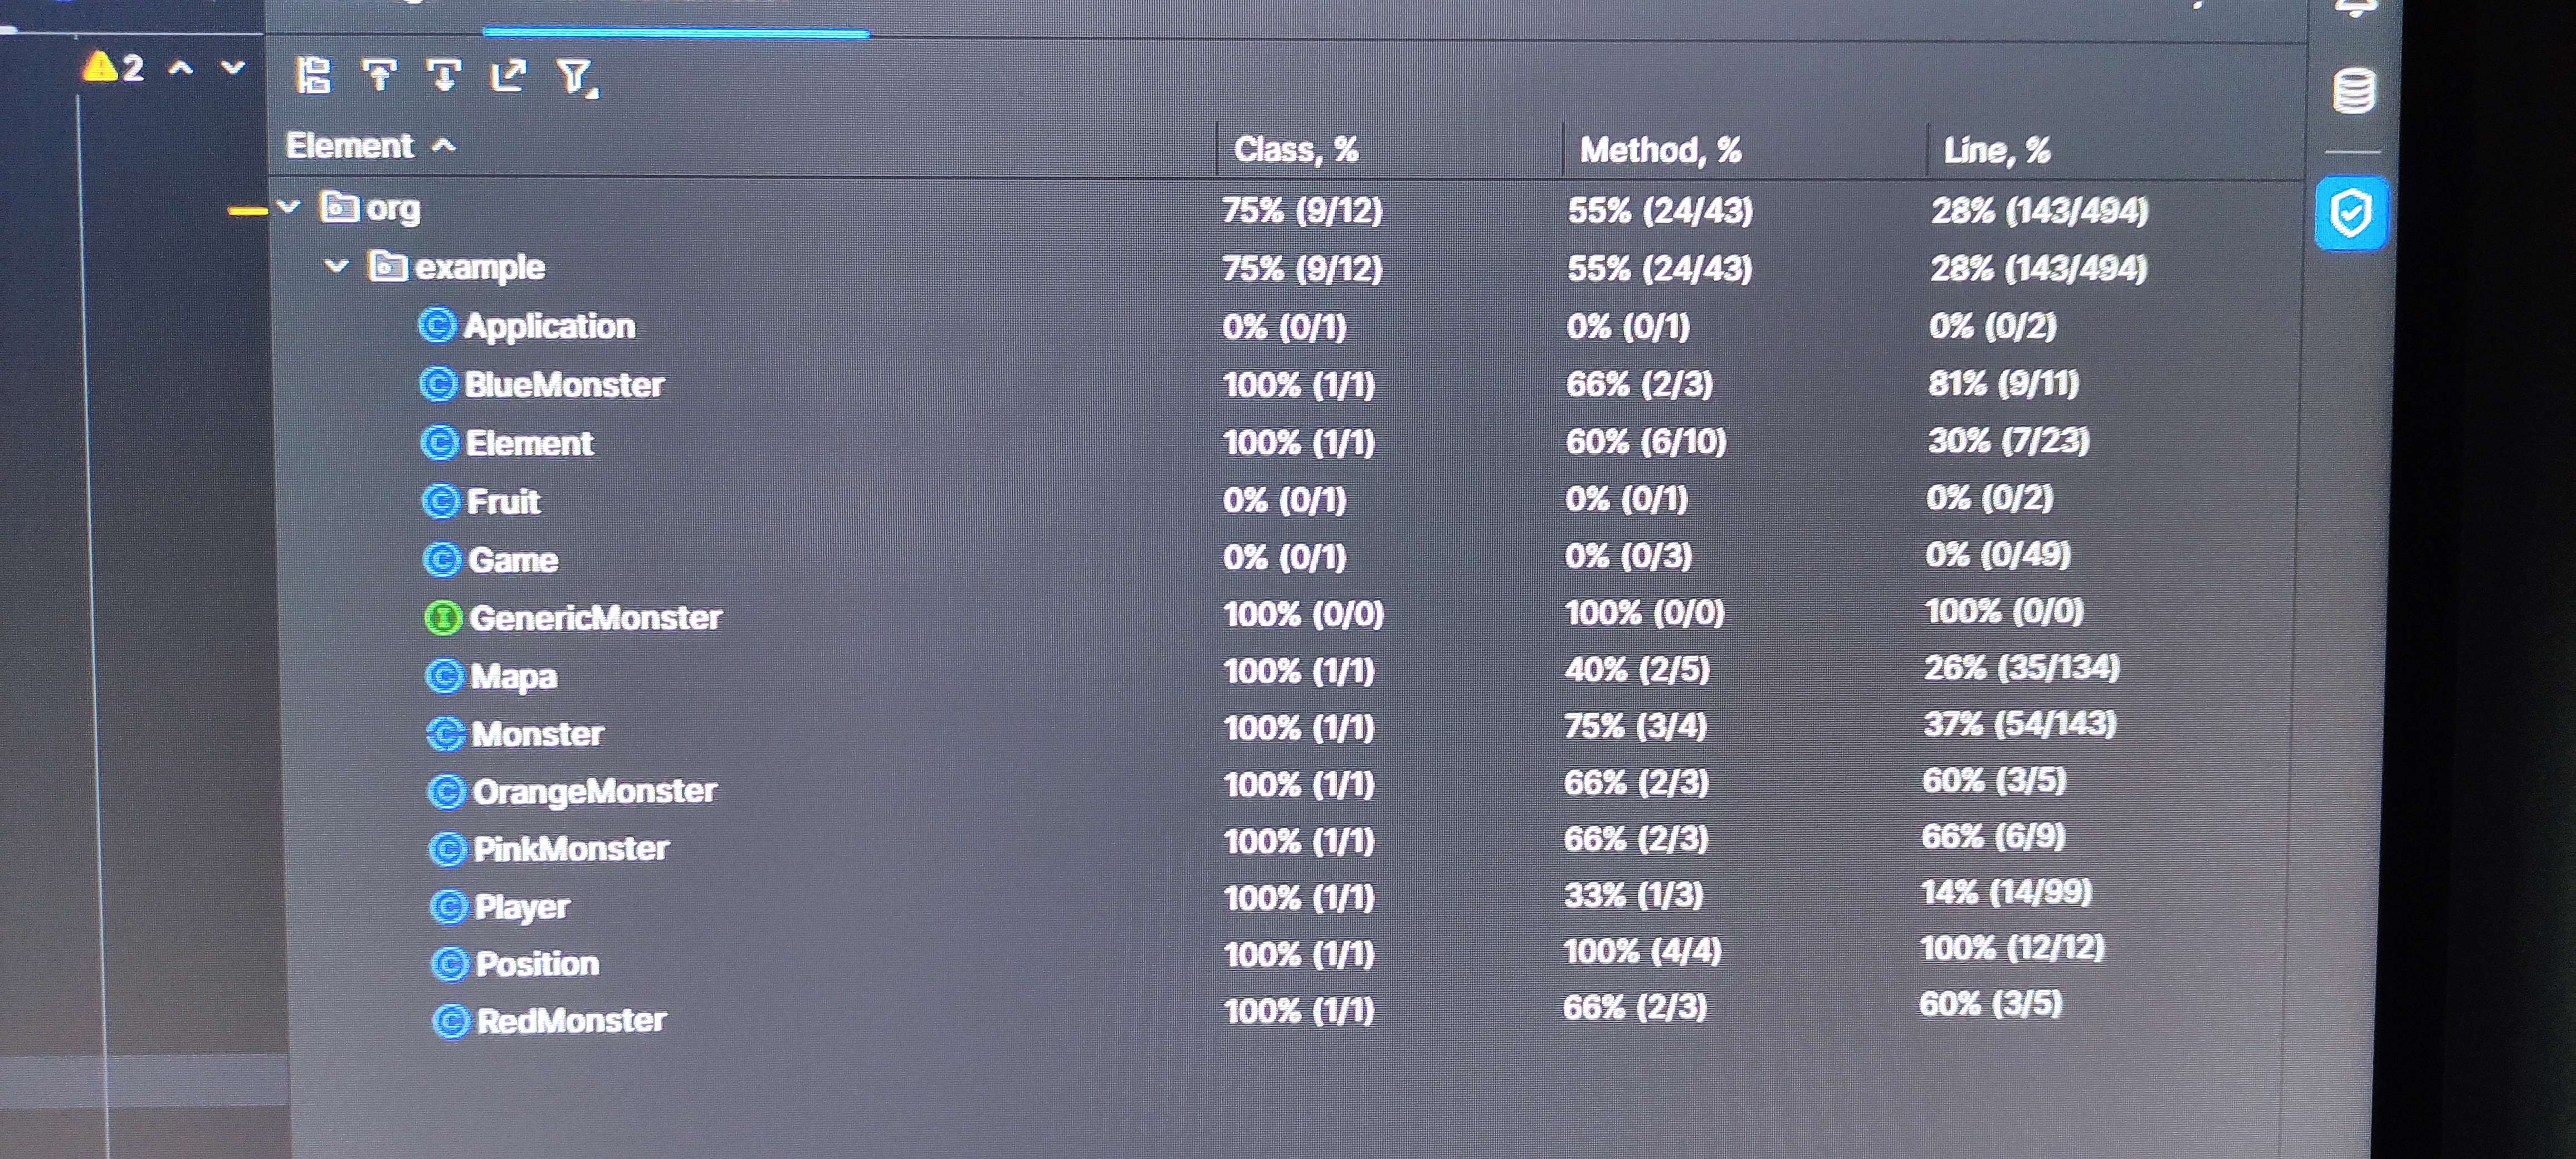 2
Element Class, % Method, % Line, %
org 75% (9/12) 55% (24/43) 28% (143/494)
example 75% (9/12) 55% (24/43) 28% (143/494)
Application 0% (0/1) 0% (0/1) 0% (0/2)
BlueMonster 100% (1/1) 66% (2/3) 81% (9/11)
Element 100% (1/1) 60% (6/10) 30% (7/23)
Fruit 0% (0/1) 0% (0/1) 0% (0/2)
Game 0% (0/1) 0% (0/3) 0% (0/49)
GenericMonster 100% (0/0) 100% (0/0) 100% (0/0)
Mapa 100% (1/1) 40% (2/5) 26% (35/134)
Monster 100% (1/1) 75% (3/4) 37% (54/143)
OrangeMonster 100% (1/1) 66% (2/3) 60% (3/5)
PinkMonster 100% (1/1) 66% (2/3) 66% (6/9)
Player 100% (1/1) 33% (1/3) 14% (14/99)
Position 100% (1/1) 100% (4/4) 100% (12/12)
RedMonster 100% (1/1) 66% (2/3) 60% (3/5)